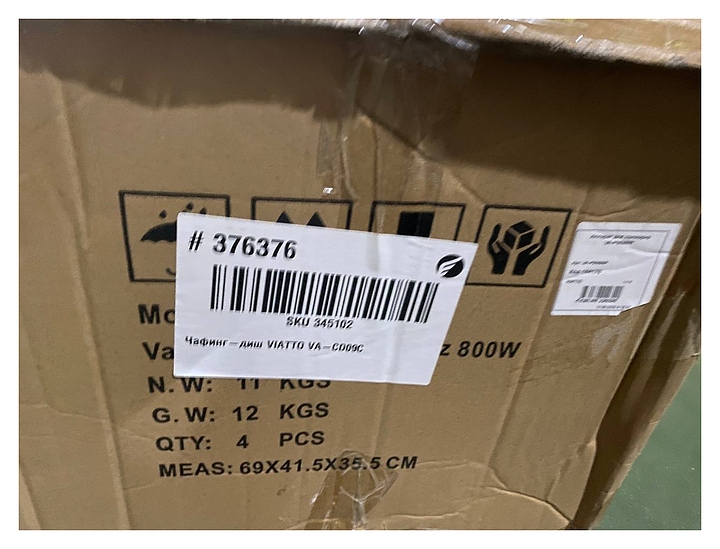 # 376376
SKU 345102
Чафинг-диш VIATTO VA-CD09C
Mo
Va z 800W
N.W: 11 KGS
G.W: 12 KGS
QTY: 4 PCS
MEAS: 69X41.5X35.5 CM